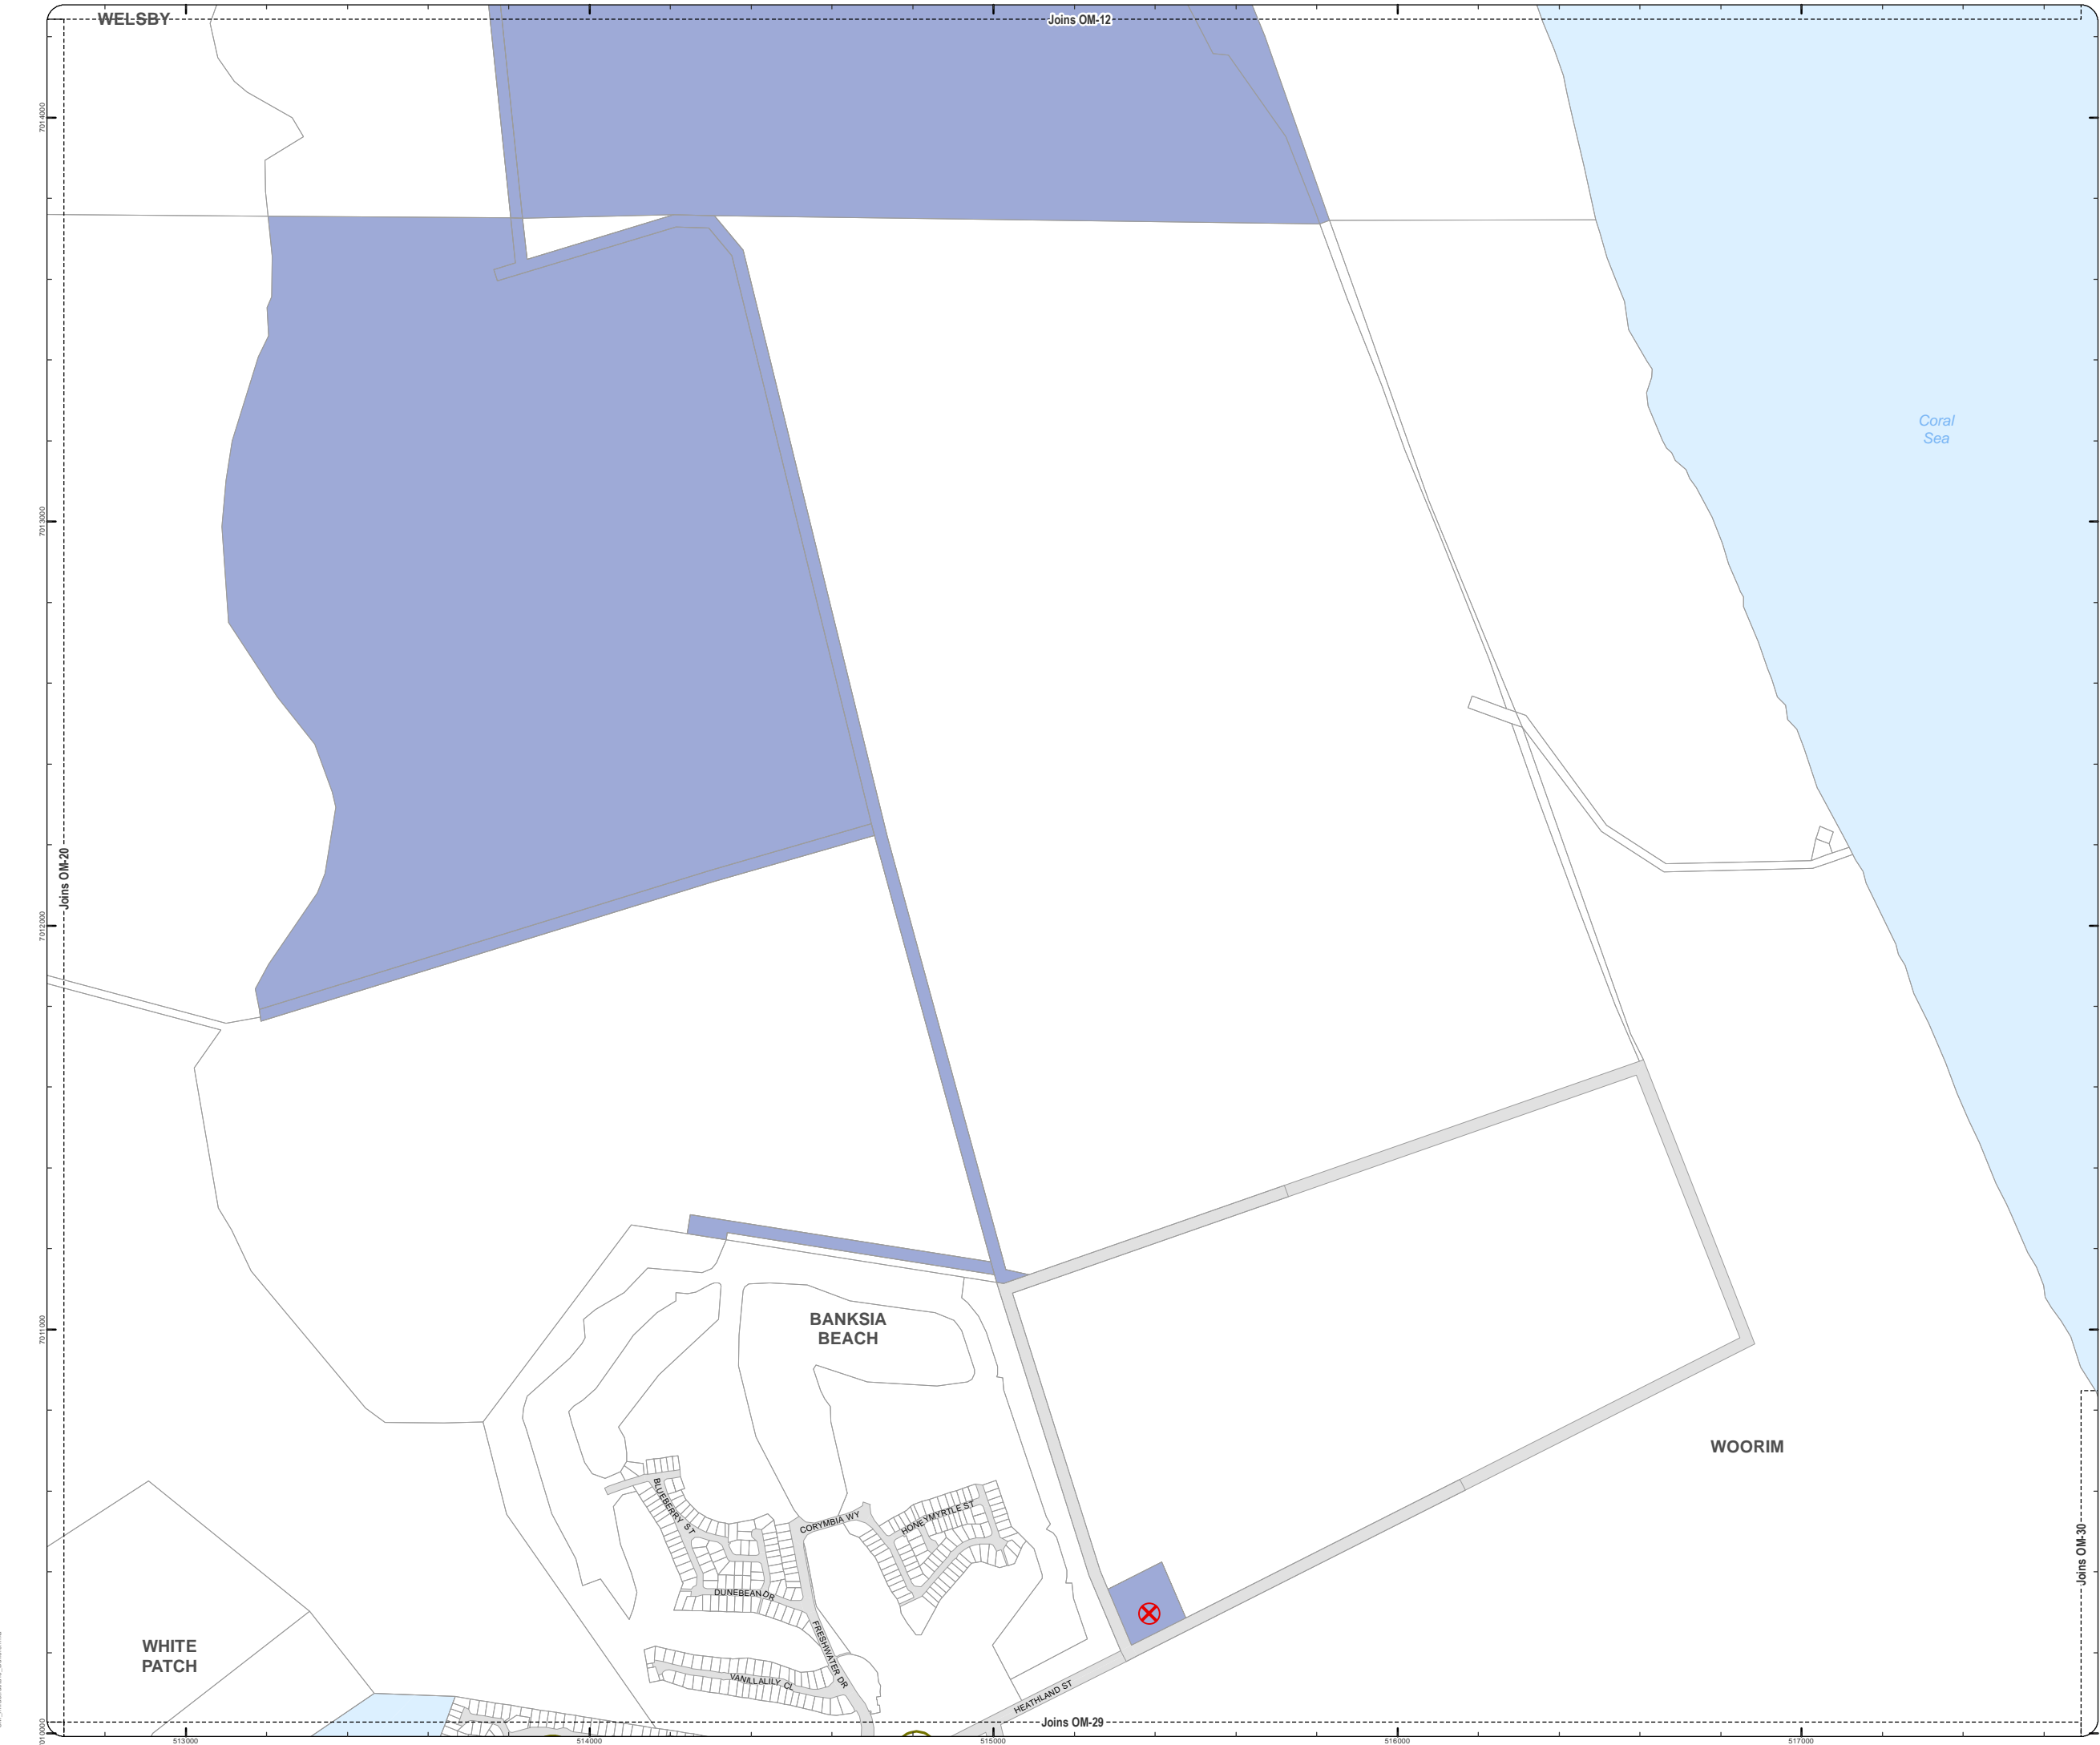 WELSBY
Joins OM-12
7014000
Coral
Sea
7013000
Joins OM-20
7012000
7011000
BANKSIA
BEACH
WOORIM
BLUEBERRY ST
CORYMBIA WY
HONEYMYRTLE ST
DUNEBEAN DR
FRESHWATER DR
VANILLALILY CL
HEATHLAND ST
WHITE
PATCH
Joins OM-30
Joins OM-29
513000
514000
515000
516000
517000